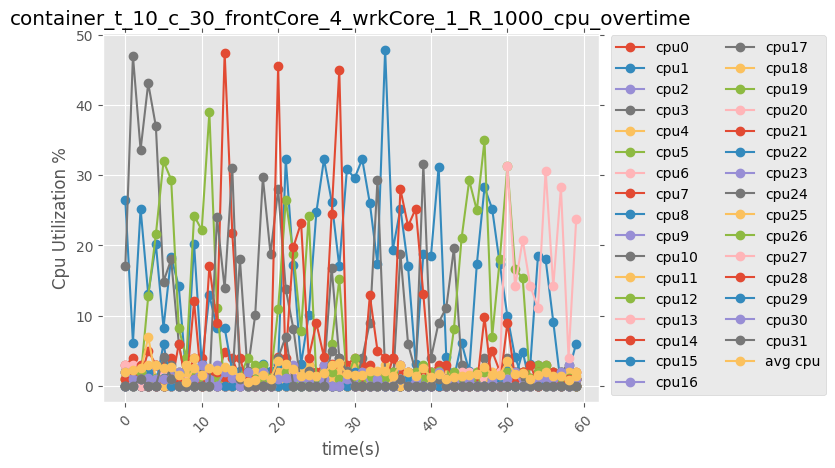 container_t_10_c_30_frontCore_4_wrkCore_1_R_1000_cpu_overtime
Cpu Utilization %
50
40
30
20
10
0
0
10
20
30
40
50
60
time(s)
cpu0
cpu1
cpu2
cpu3
cpu4
cpu5
cpu6
cpu7
cpu8
cpu9
cpu10
cpu11
cpu12
cpu13
cpu14
cpu15
cpu16
cpu17
cpu18
cpu19
cpu20
cpu21
cpu22
cpu23
cpu24
cpu25
cpu26
cpu27
cpu28
cpu29
cpu30
cpu31
avg cpu